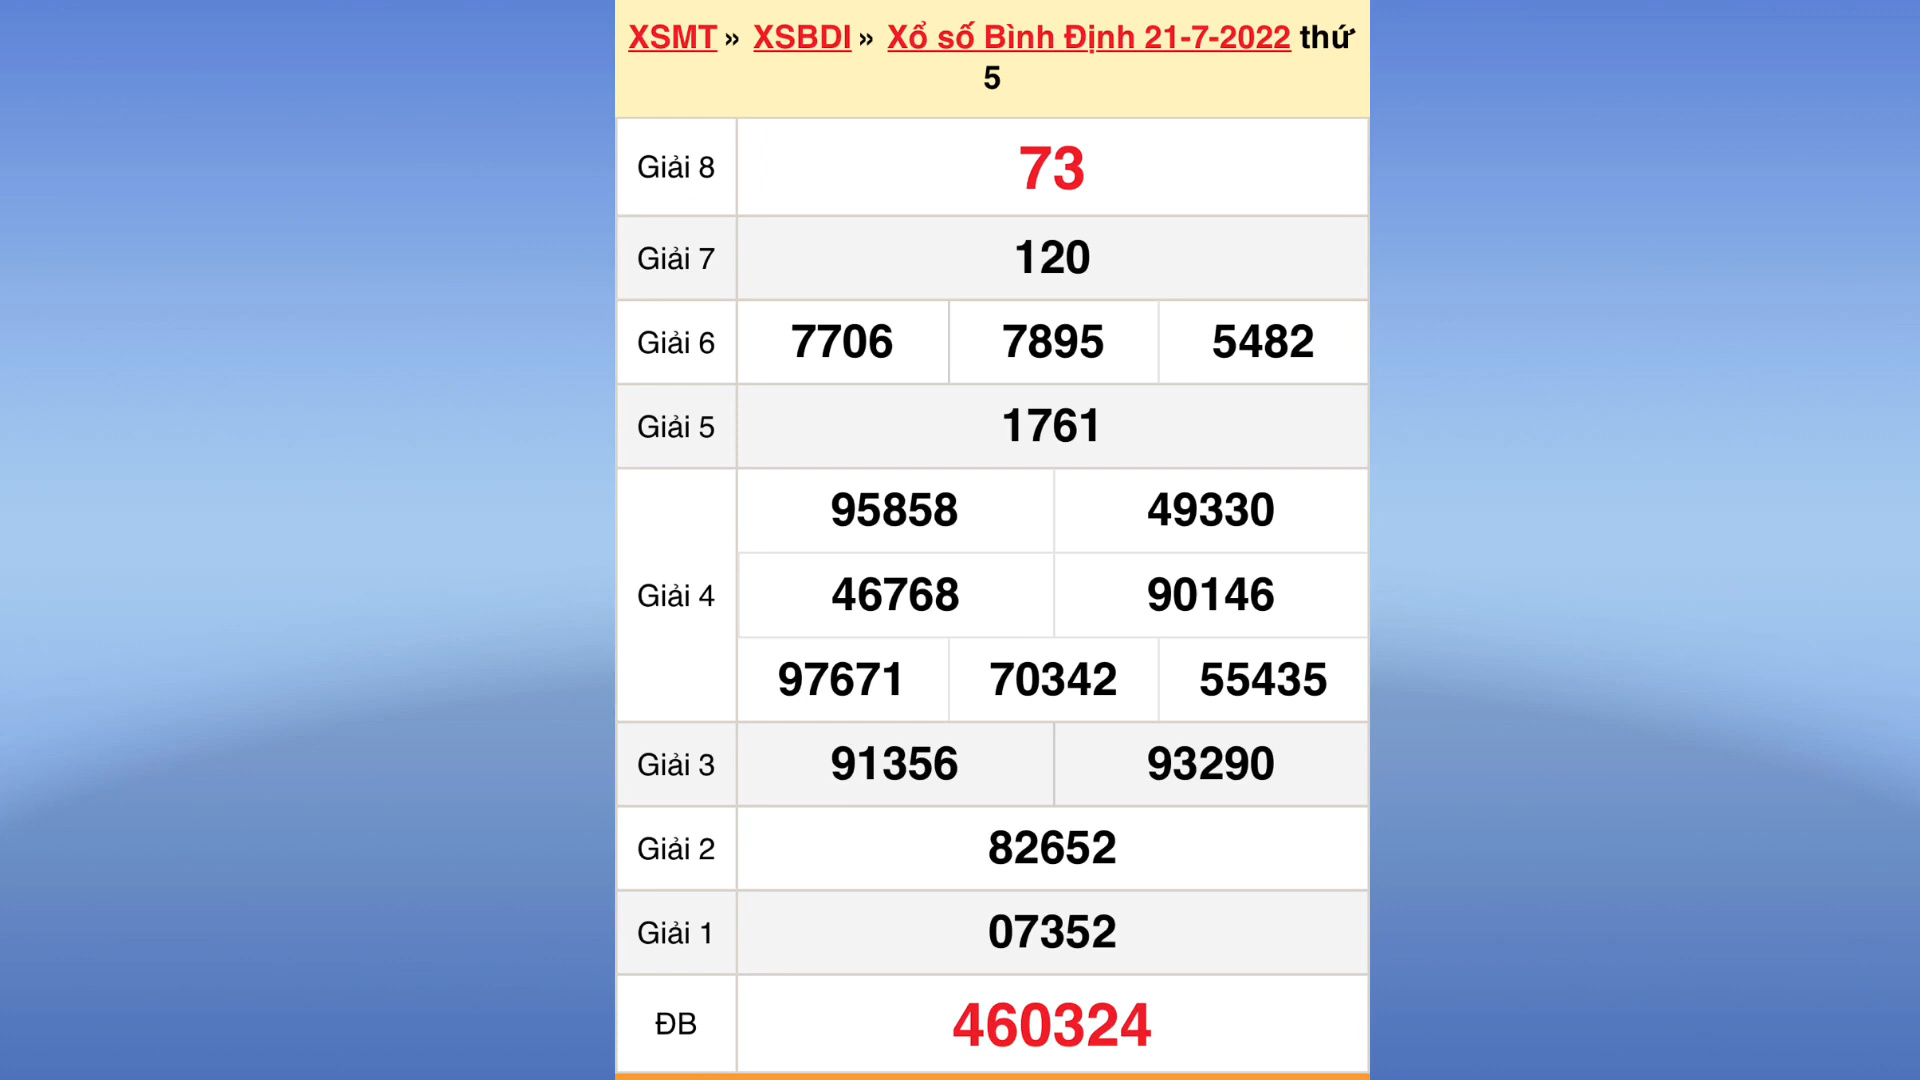 XSMT » XSBDI » Xổ số Bình Định 21-7-2022 thứ
5
Giải 8 73
Giải 7 120
Giải 6 7706 7895 5482
Giải 5 1761
Giải 4 95858 49330
46768 90146
97671 70342 55435
Giải 3 91356 93290
Giải 2 82652
Giải 1 07352
ĐB 460324